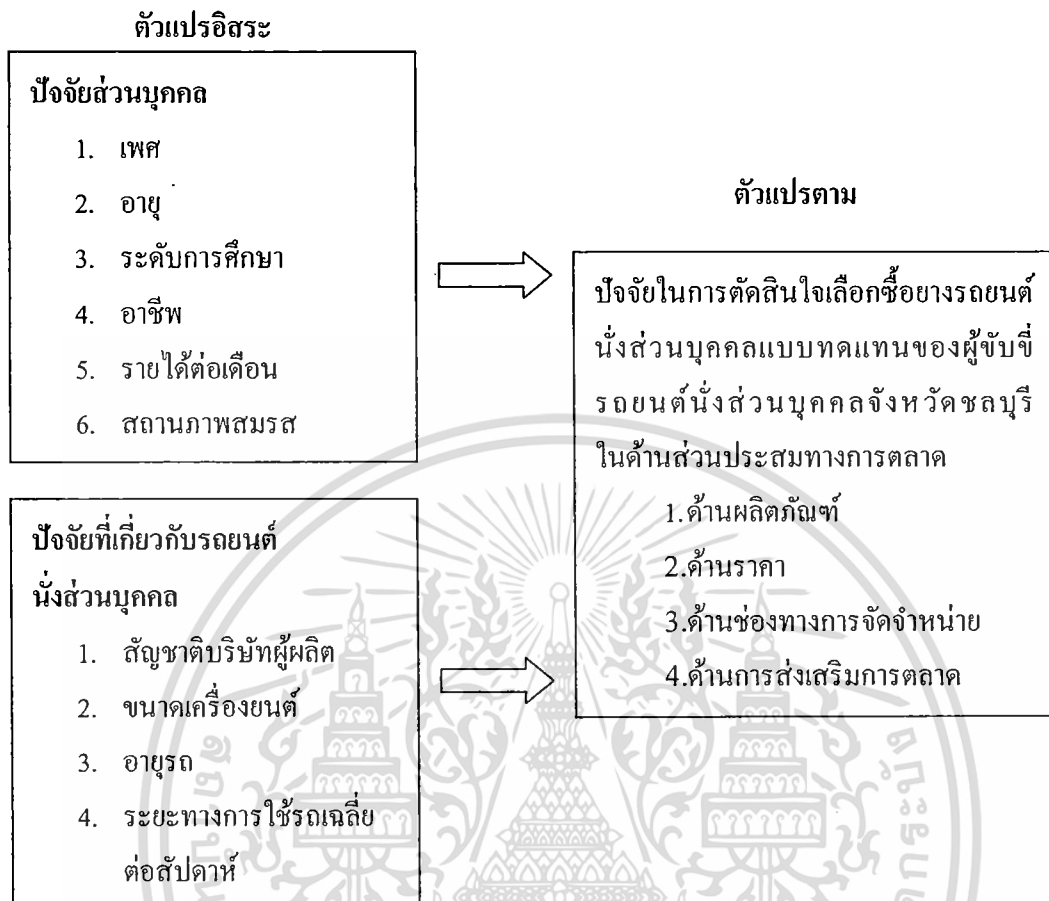 ตัวแปรอิสระ
ปัจจัยส่วนบุคคล
1. เพศ
2. อายุ
3. ระดับการศึกษา
4. อาชีพ
5. รายได้ต่อเดือน
6. สถานภาพสมรส
ปัจจัยที่เกี่ยวกับรถยนต์
นั่งส่วนบุคคล
1. สัญชาติบริษัทผู้ผลิต
2. ขนาดเครื่องยนต์
3. อายุรถ
4. ระยะทางการใช้รถเฉลี่ย
ต่อสัปดาห์
ตัวแปรตาม
ปัจจัยในการตัดสินใจเลือกซื้อยางรถยนต์
นั่งส่วนบุคคลแบบทดแทนของผู้ขับขี่
รถยนต์นั่งส่วนบุคคลจังหวัดชลบุรี
ในด้านส่วนประสมทางการตลาด
1.ด้านผลิตภัณฑ์
2.ด้านราคา
3.ด้านช่องทางการจัดจำหน่าย
4.ด้านการส่งเสริมการตลาด